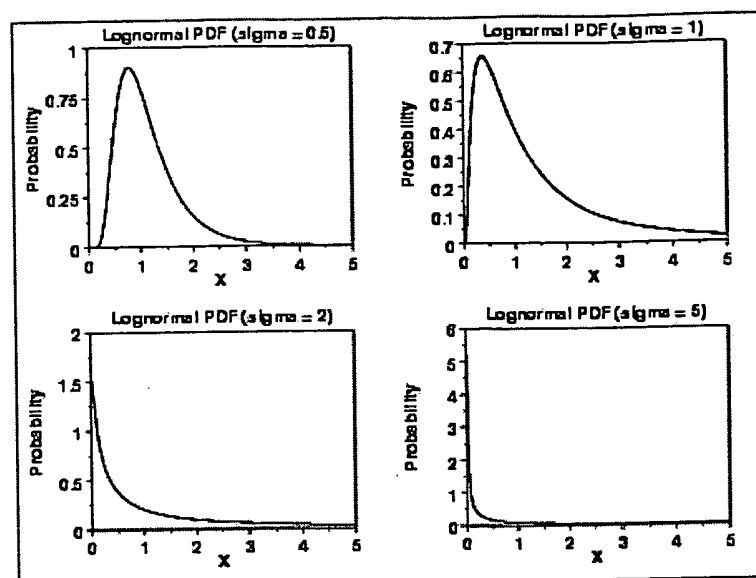 Lognormal PDF (sigma = 0.5)
1
0.75
0.5
0.25
0
Probability
0 1 2 3 4 5
X
Lognormal PDF (sigma = 1)
0.7
0.6
0.5
0.4
0.3
0.2
0.1
0
Probability
0 1 2 3 4 5
X
Lognormal PDF (sigma = 2)
2
1.5
1
0.5
0
Probability
0 1 2 3 4 5
X
Lognormal PDF (sigma = 5)
6
5
4
3
2
1
0
Probability
0 1 2 3 4 5
X